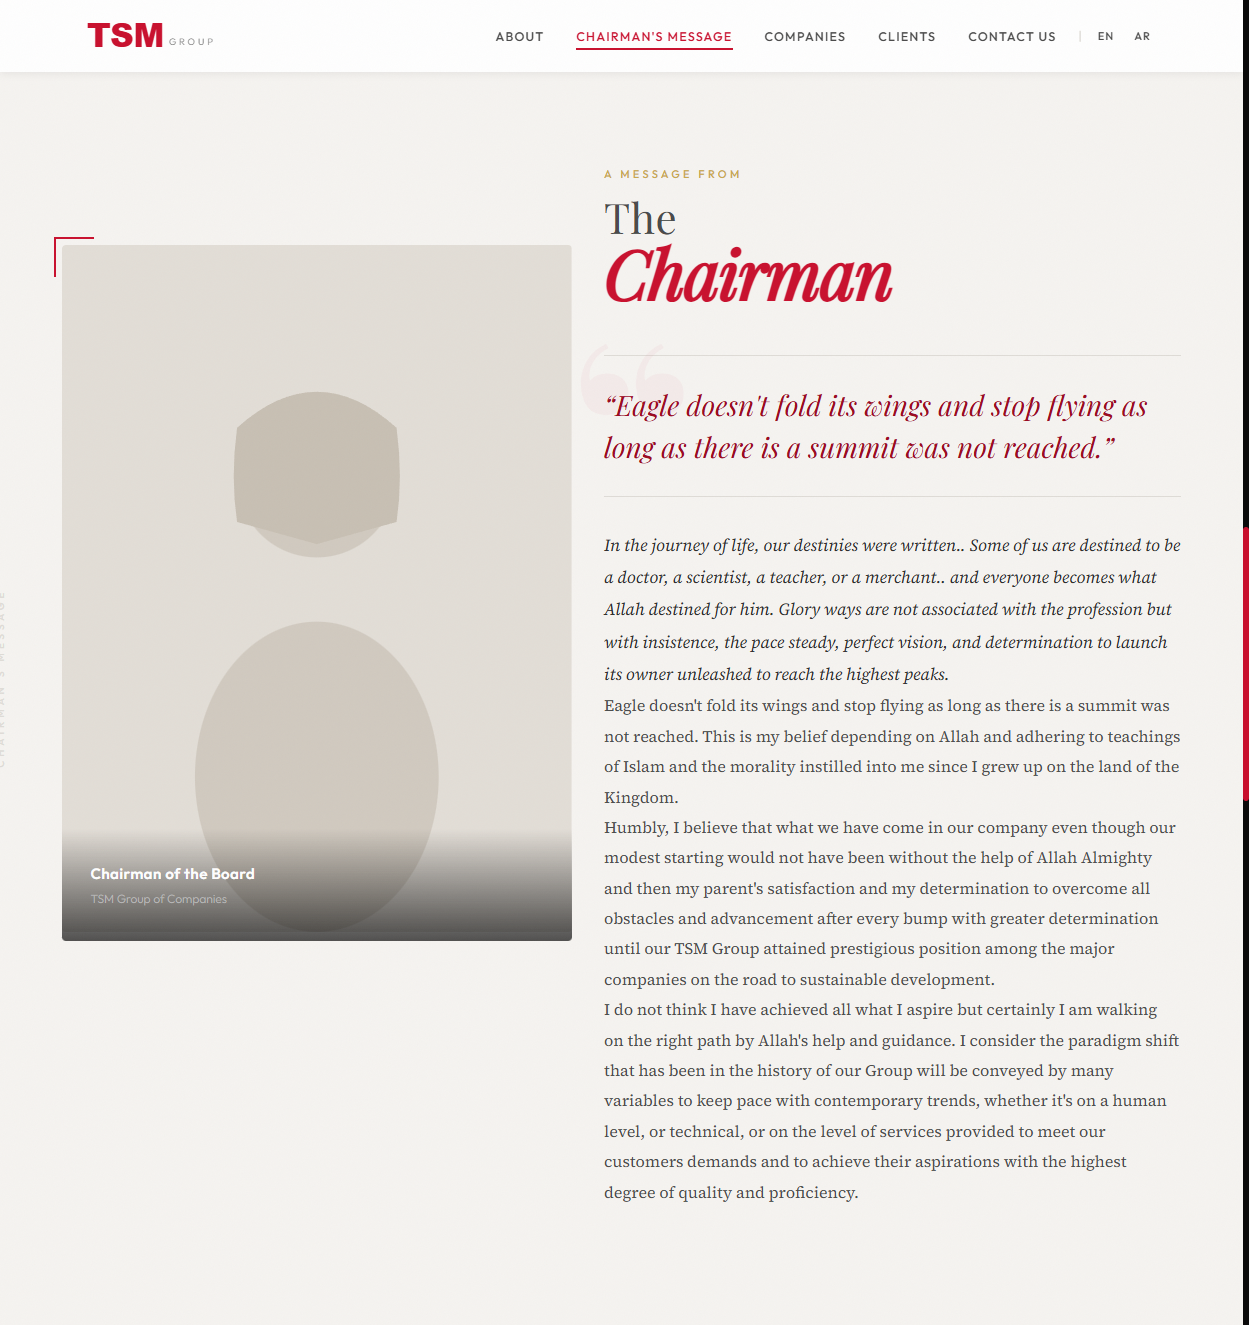 TSM GROUP
ABOUT
CHAIRMAN'S MESSAGE
COMPANIES
CLIENTS
CONTACT US
EN
AR
A MESSAGE FROM
The
Chairman
“Eagle doesn't fold its wings and stop flying as
long as there is a summit was not reached.”
In the journey of life, our destinies were written.. Some of us are destined to be
a doctor, a scientist, a teacher, or a merchant.. and everyone becomes what
Allah destined for him. Glory ways are not associated with the profession but
with insistence, the pace steady, perfect vision, and determination to launch
its owner unleashed to reach the highest peaks.
Eagle doesn't fold its wings and stop flying as long as there is a summit was
not reached. This is my belief depending on Allah and adhering to teachings
of Islam and the morality instilled into me since I grew up on the land of the
Kingdom.
Humbly, I believe that what we have come in our company even though our
modest starting would not have been without the help of Allah Almighty
and then my parent's satisfaction and my determination to overcome all
obstacles and advancement after every bump with greater determination
until our TSM Group attained prestigious position among the major
companies on the road to sustainable development.
I do not think I have achieved all what I aspire but certainly I am walking
on the right path by Allah's help and guidance. I consider the paradigm shift
that has been in the history of our Group will be conveyed by many
variables to keep pace with contemporary trends, whether it's on a human
level, or technical, or on the level of services provided to meet our
customers demands and to achieve their aspirations with the highest
degree of quality and proficiency.
Chairman of the Board
TSM Group of Companies
CHAIRMAN'S MESSAGE